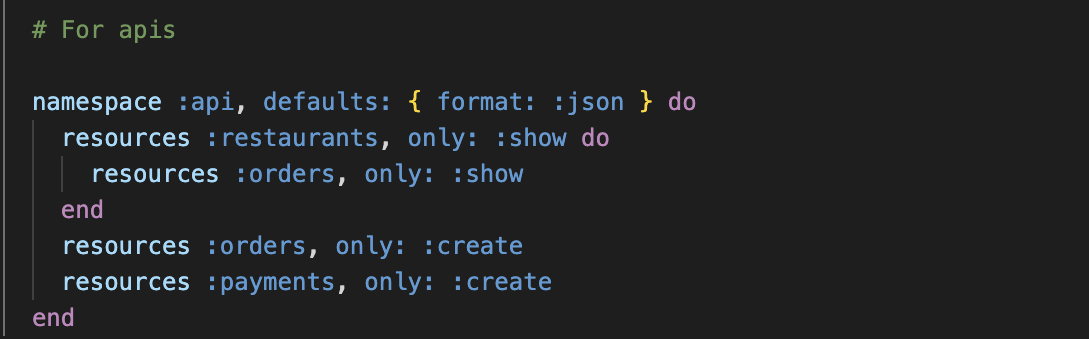 # For apis
namespace :api, defaults: { format: :json } do
resources :restaurants, only: :show do
resources :orders, only: :show
end
resources :orders, only: :create
resources :payments, only: :create
end